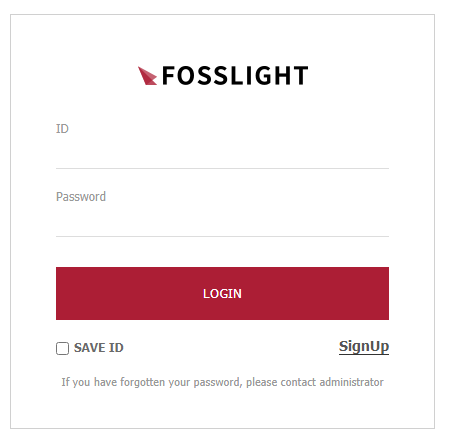 FOSSLIGHT
ID
Password
LOGIN
SAVE ID SignUp
If you have forgotten your password, please contact administrator